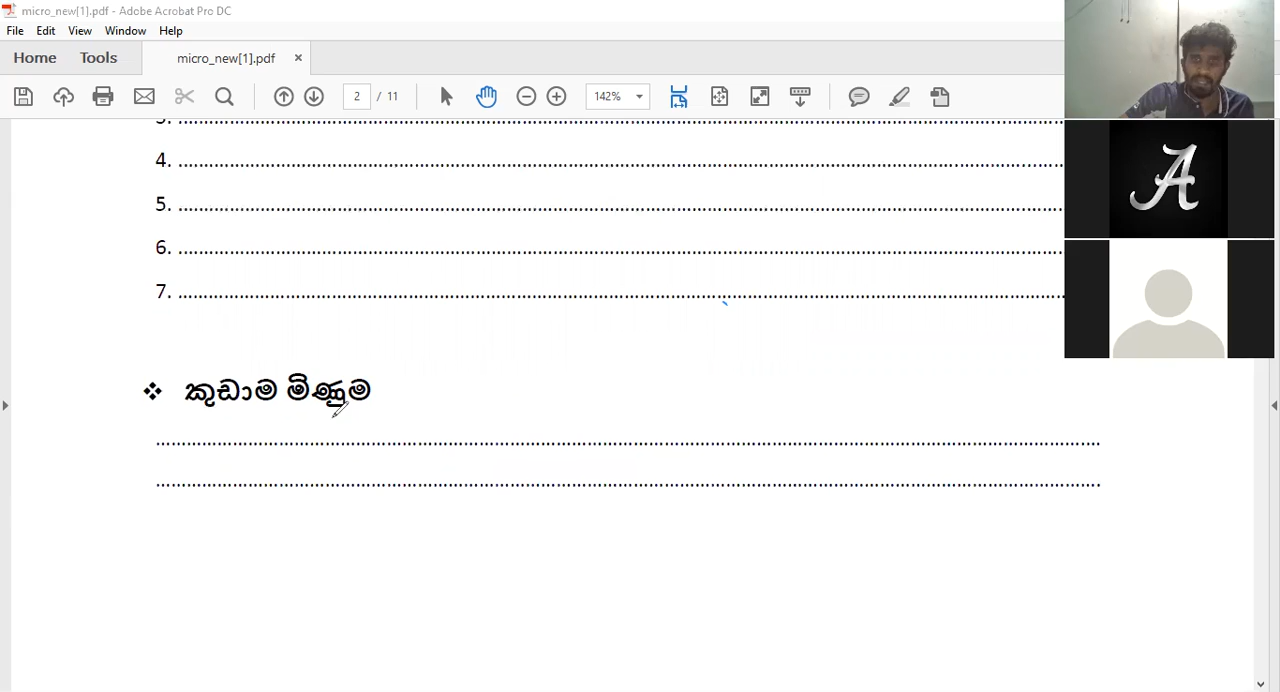 micro_new[1].pdf - Adobe Acrobat Pro DC
File Edit View Window Help
Home Tools micro_new[1].pdf ×
2 / 11 142%
4. ................................................................
5. ................................................................
6. ................................................................
7. ................................................................
❖ කුඩාම මිණුම
................................................................
................................................................
A